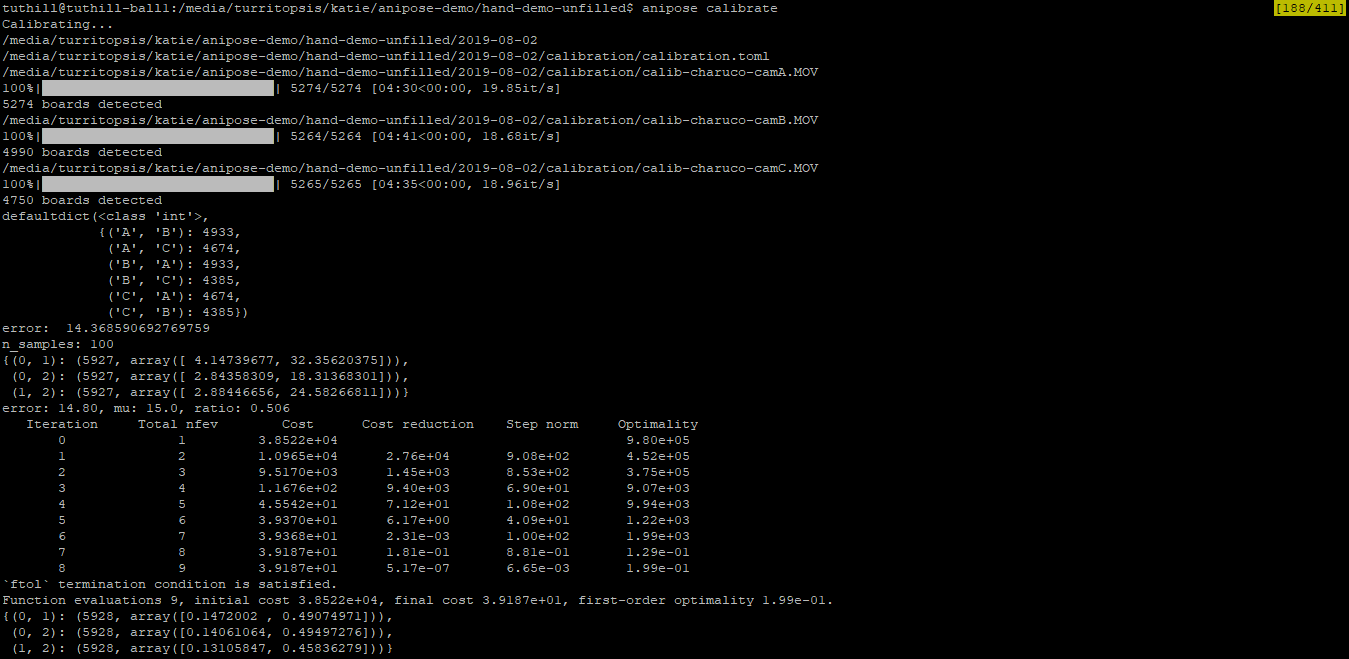 tuthill@tuthill-ball1:/media/turritopsis/katie/anipose-demo/hand-demo-unfilled$ anipose calibrate [188/411]
Calibrating...
/media/turritopsis/katie/anipose-demo/hand-demo-unfilled/2019-08-02
/media/turritopsis/katie/anipose-demo/hand-demo-unfilled/2019-08-02/calibration/calibration.toml
/media/turritopsis/katie/anipose-demo/hand-demo-unfilled/2019-08-02/calibration/calib-charuco-camA.MOV
100%| | 5274/5274 [04:30<00:00, 19.85it/s]
5274 boards detected
/media/turritopsis/katie/anipose-demo/hand-demo-unfilled/2019-08-02/calibration/calib-charuco-camB.MOV
100%| | 5264/5264 [04:41<00:00, 18.68it/s]
4990 boards detected
/media/turritopsis/katie/anipose-demo/hand-demo-unfilled/2019-08-02/calibration/calib-charuco-camC.MOV
100%| | 5265/5265 [04:35<00:00, 18.96it/s]
4750 boards detected
defaultdict(<class 'int'>,
            {('A', 'B'): 4933,
             ('A', 'C'): 4674,
             ('B', 'A'): 4933,
             ('B', 'C'): 4385,
             ('C', 'A'): 4674,
             ('C', 'B'): 4385})
error:  14.368590692769759
n_samples: 100
{(0, 1): (5927, array([ 4.14739677, 32.35620375])),
 (0, 2): (5927, array([ 2.84358309, 18.31368301])),
 (1, 2): (5927, array([ 2.88446656, 24.58266811]))}
error: 14.80, mu: 15.0, ratio: 0.506
   Iteration     Total nfev        Cost      Cost reduction    Step norm     Optimality
       0              1         3.8522e+04                                    9.80e+05
       1              2         1.0965e+04      2.76e+04       9.08e+02       4.52e+05
       2              3         9.5170e+03      1.45e+03       8.53e+02       3.75e+05
       3              4         1.1676e+02      9.40e+03       6.90e+01       9.07e+03
       4              5         4.5542e+01      7.12e+01       1.08e+02       9.94e+03
       5              6         3.9370e+01      6.17e+00       4.09e+01       1.22e+03
       6              7         3.9368e+01      2.31e-03       1.00e+02       1.99e+03
       7              8         3.9187e+01      1.81e-01       8.81e-01       1.29e-01
       8              9         3.9187e+01      5.17e-07       6.65e-03       1.99e-01
`ftol` termination condition is satisfied.
Function evaluations 9, initial cost 3.8522e+04, final cost 3.9187e+01, first-order optimality 1.99e-01.
{(0, 1): (5928, array([0.1472002 , 0.49074971])),
 (0, 2): (5928, array([0.14061064, 0.49497276])),
 (1, 2): (5928, array([0.13105847, 0.45836279]))}